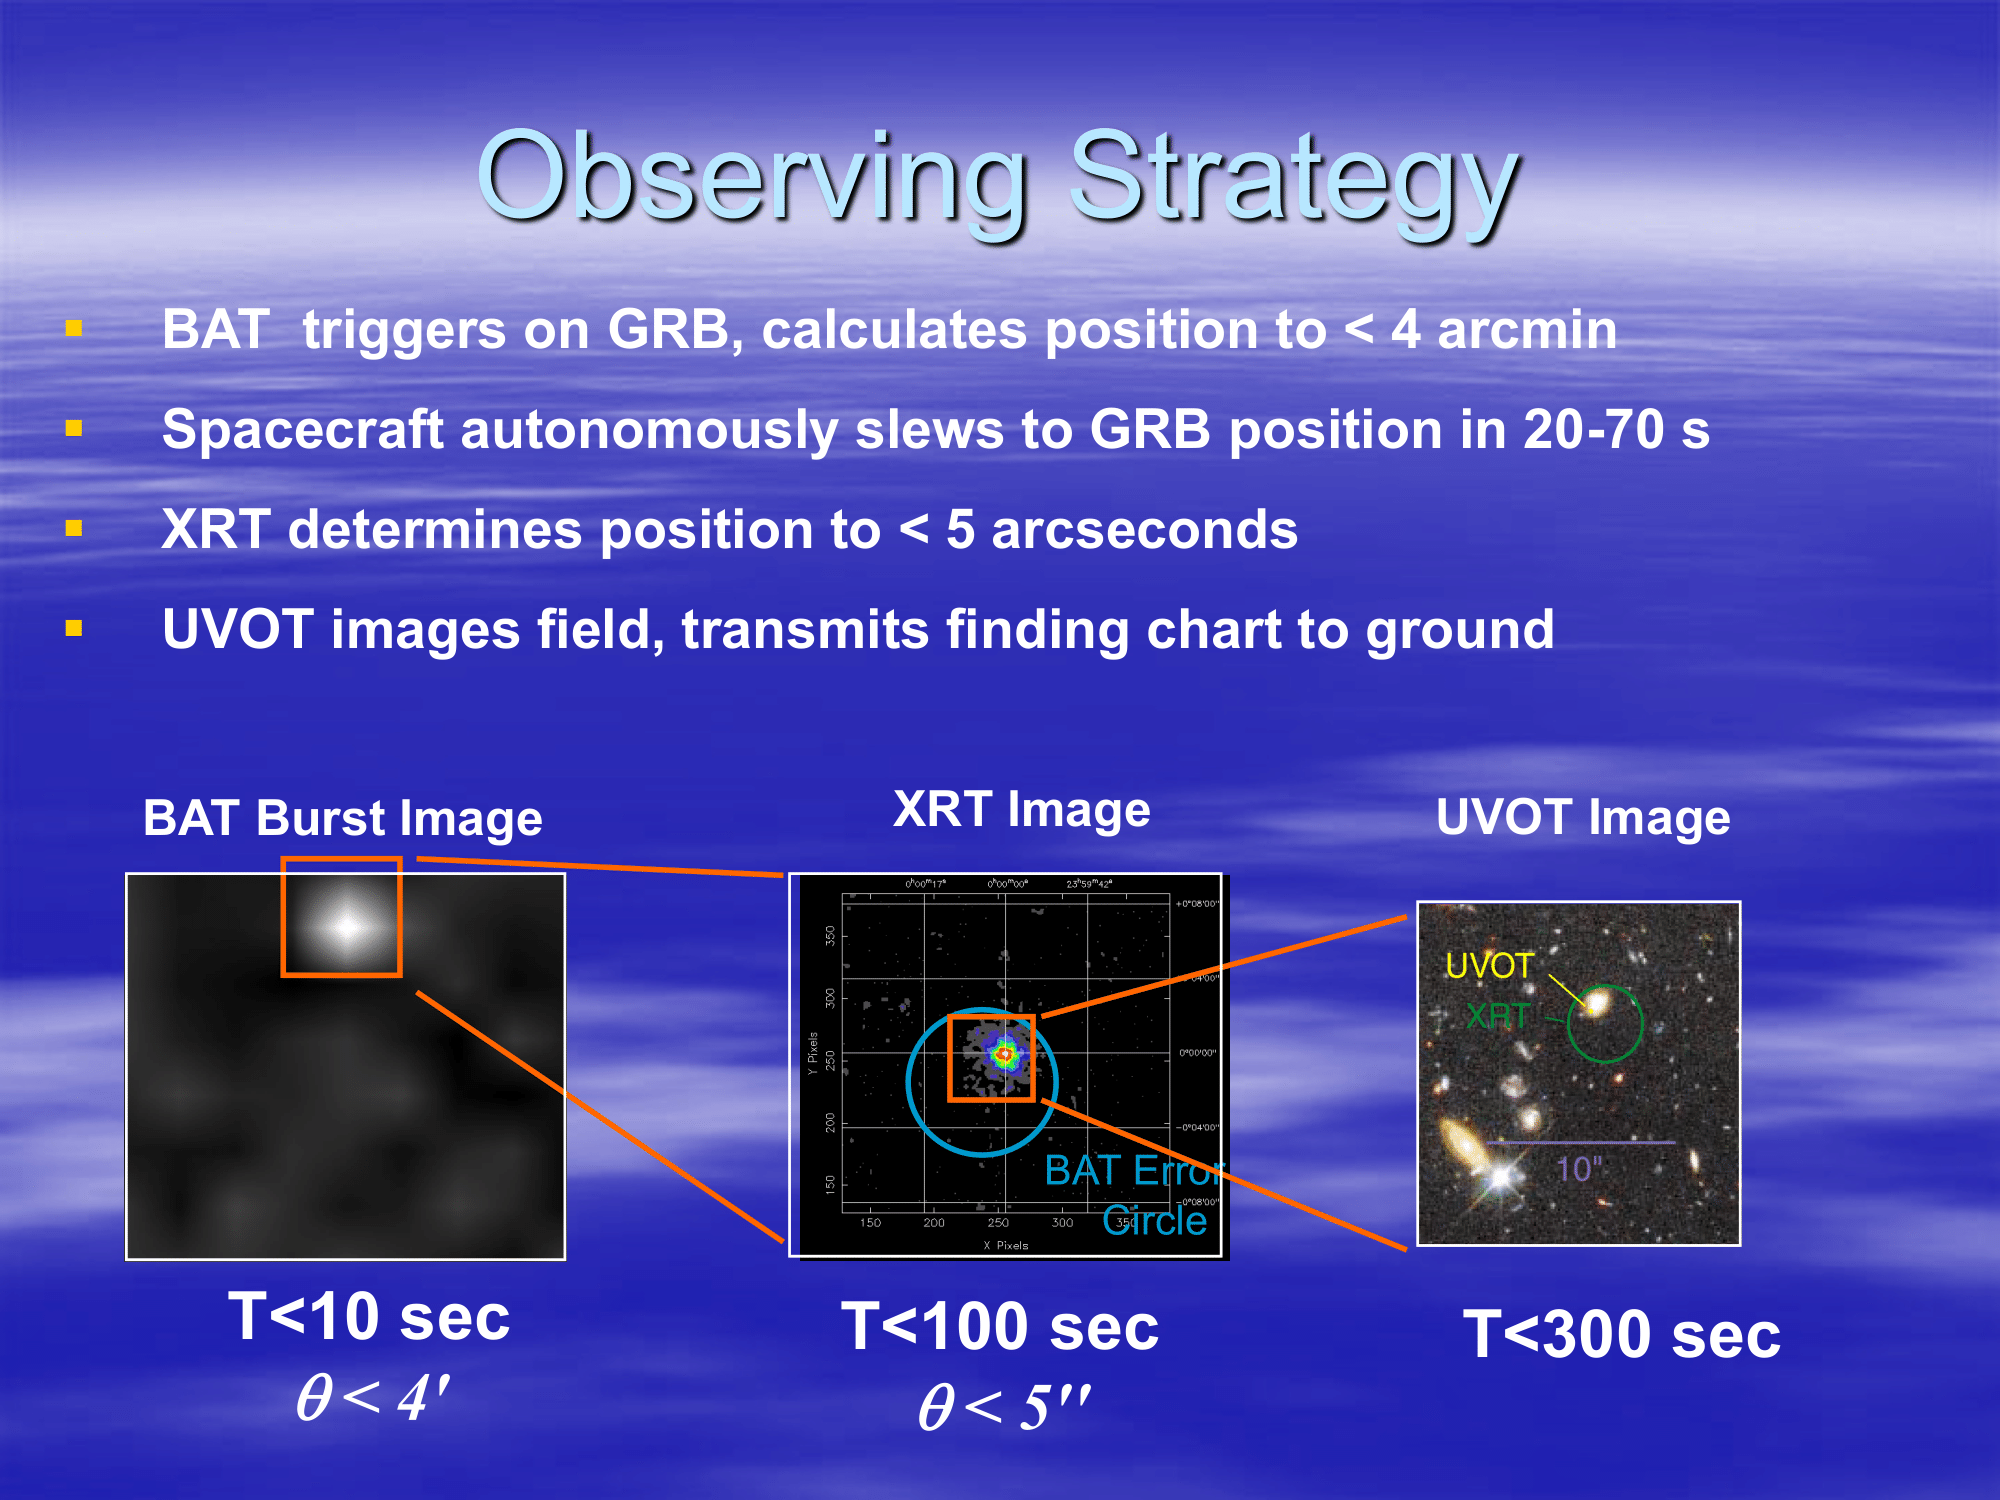 Observing Strategy
BAT triggers on GRB, calculates position to < 4 arcmin
Spacecraft autonomously slews to GRB position in 20-70 s
XRT determines position to < 5 arcseconds
UVOT images field, transmits finding chart to ground
BAT Burst Image
XRT Image
UVOT Image
0ʰ00ᵐ17ˢ 0ʰ00ᵐ00ˢ 23ʰ59ᵐ42ˢ
+0°08'00"
04'00"
0°00'00"
-0°04'00"
-0°08'00"
350
300
250
200
150
Y Pixels
150 200 250 300 350
X Pixels
BAT Error
Circle
UVOT
XRT
10"
T<10 sec
θ < 4'
T<100 sec
θ < 5''
T<300 sec